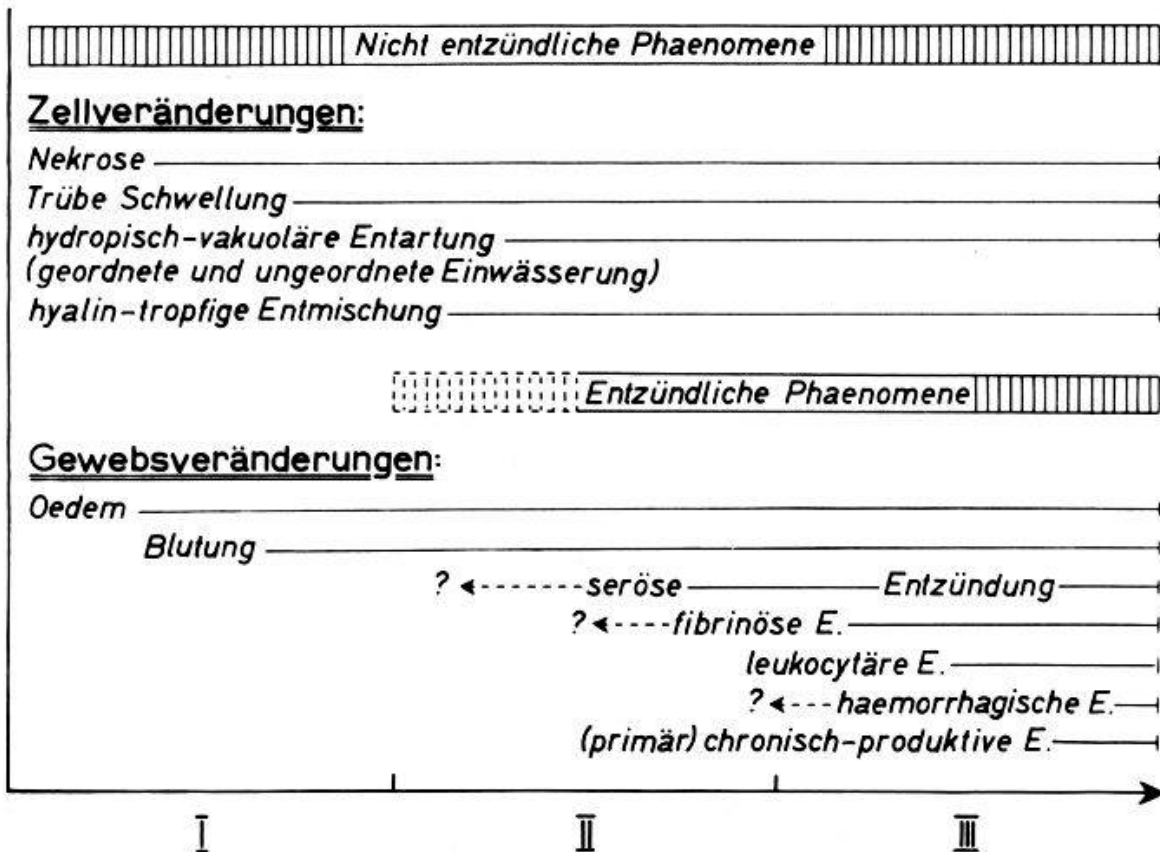 Nicht entzündliche Phaenomene
Zellveränderungen:
Nekrose
Trübe Schwellung
hydropisch-vakuoläre Entartung
(geordnete und ungeordnete Einwässerung)
hyalin-tropfige Entmischung
Entzündliche Phaenomene
Gewebsveränderungen:
Oedem
Blutung
? seröse Entzündung
? fibrinöse E.
leukocytäre E.
? haemorrhagische E.
(primär) chronisch-produktive E.
I II III